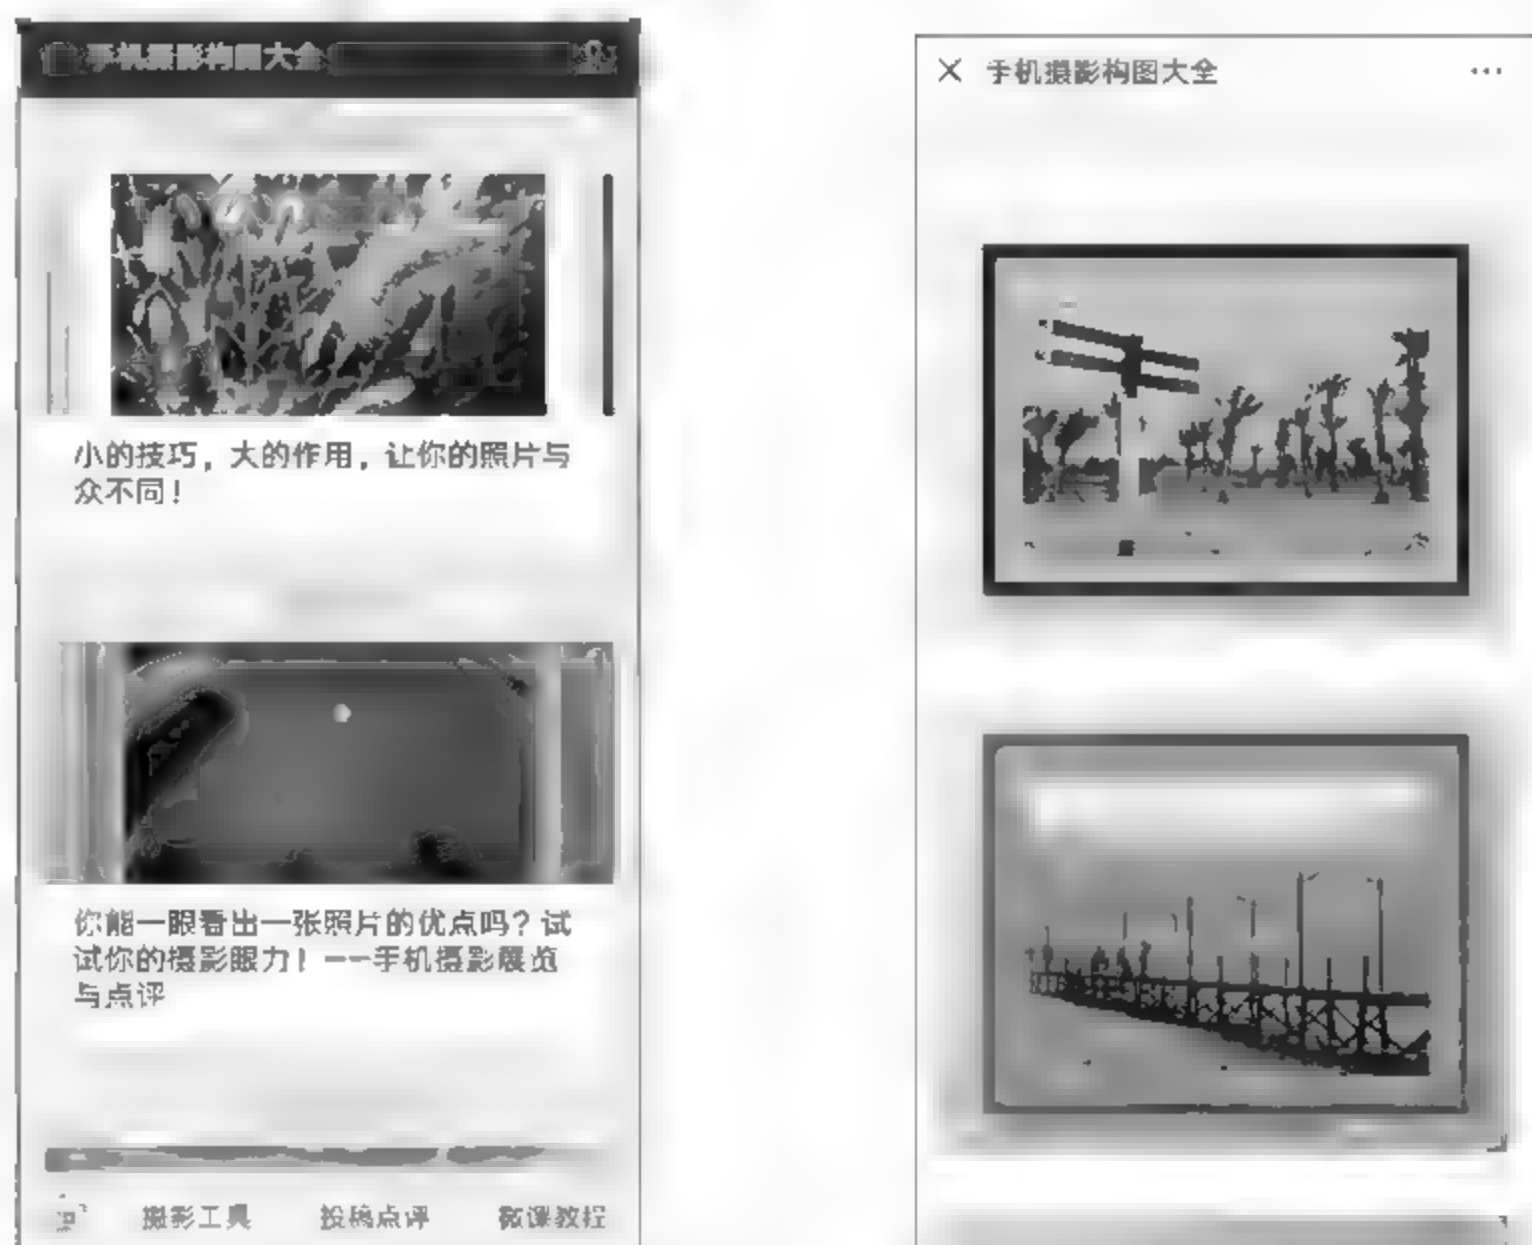 手机摄影构图大全
小的技巧，大的作用，让你的照片与
众不同！
你能一眼看出一张照片的优点吗？试
试你的摄影眼力！——手机摄影展览
与点评
摄影工具
投稿点评
微课教程
手机摄影构图大全